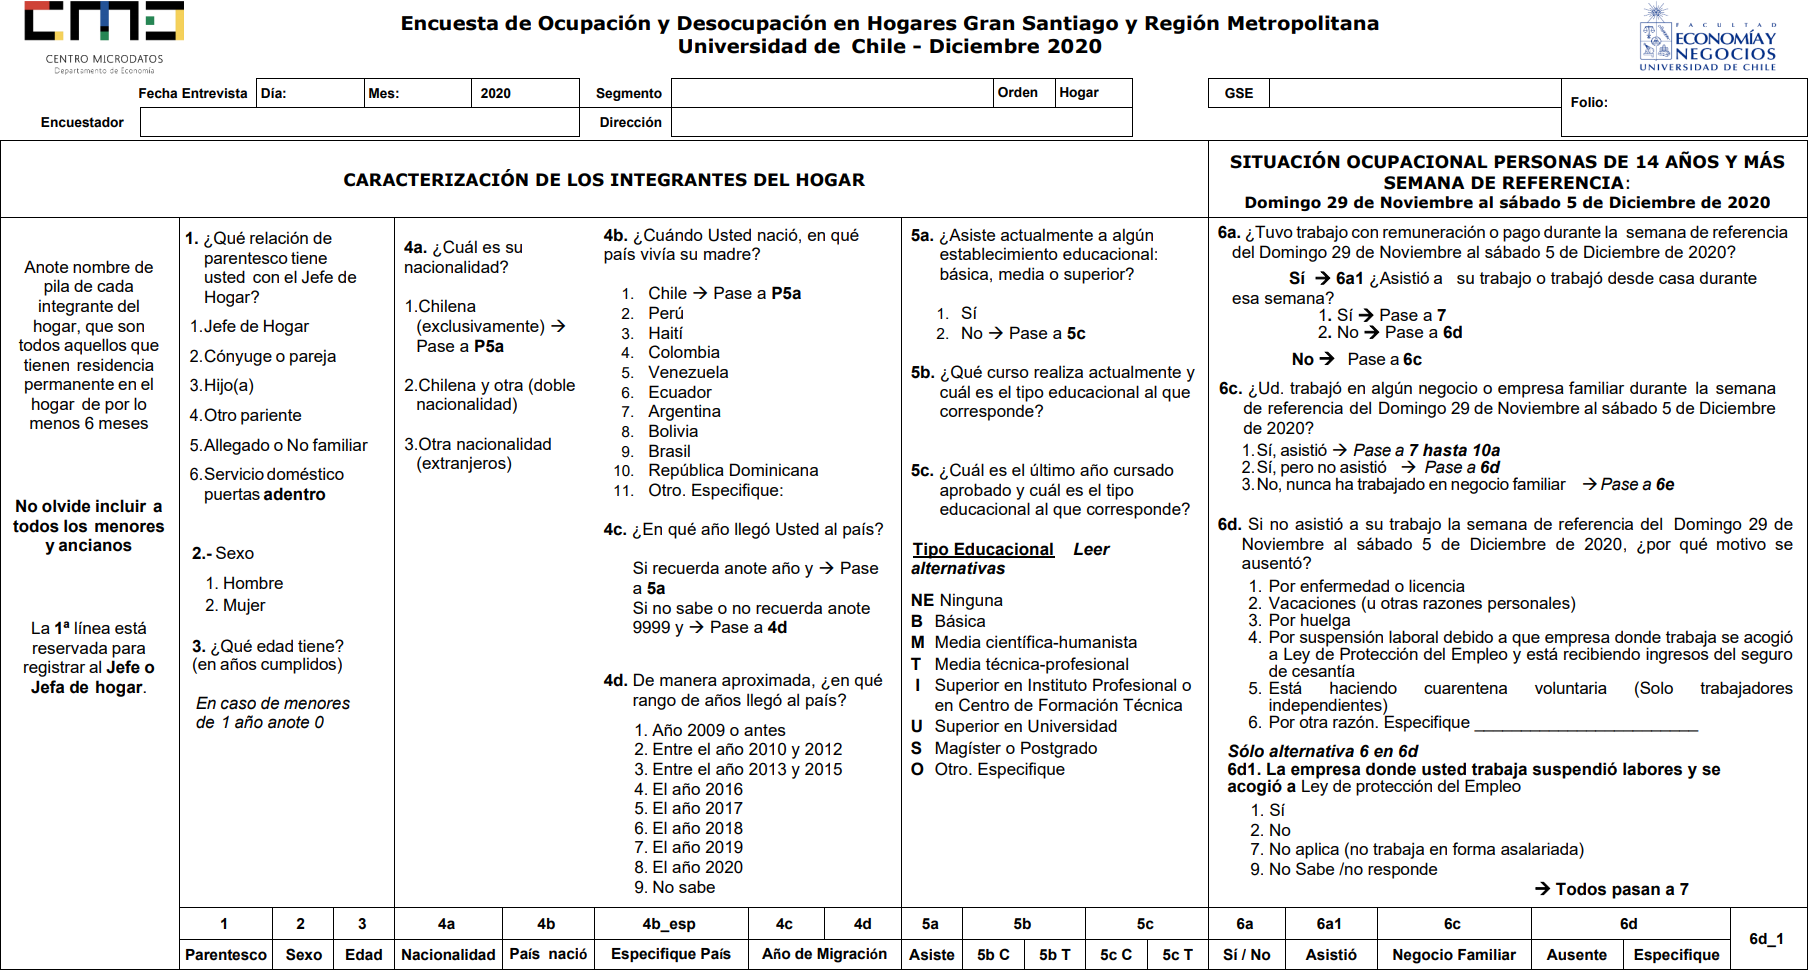 CENTRO MICRODATOS
Departamento de Economía
Encuesta de Ocupación y Desocupación en Hogares Gran Santiago y Región Metropolitana
Universidad de Chile - Diciembre 2020
FACULTAD
ECONOMÍA Y
NEGOCIOS
UNIVERSIDAD DE CHILE
Fecha Entrevista Día: Mes: 2020 Segmento Orden Hogar GSE Folio:
Encuestador Dirección
CARACTERIZACIÓN DE LOS INTEGRANTES DEL HOGAR
SITUACIÓN OCUPACIONAL PERSONAS DE 14 AÑOS Y MÁS
SEMANA DE REFERENCIA:
Domingo 29 de Noviembre al sábado 5 de Diciembre de 2020
Anote nombre de
pila de cada
integrante del
hogar, que son
todos aquellos que
tienen residencia
permanente en el
hogar de por lo
menos 6 meses
No olvide incluir a
todos los menores
y ancianos
La 1ª línea está
reservada para
registrar al Jefe o
Jefa de hogar.
1. ¿Qué relación de
parentesco tiene
usted con el Jefe de
Hogar?
1.Jefe de Hogar
2.Cónyuge o pareja
3.Hijo(a)
4.Otro pariente
5.Allegado o No familiar
6.Servicio doméstico
puertas adentro
2.- Sexo
1. Hombre
2. Mujer
3. ¿Qué edad tiene?
(en años cumplidos)
En caso de menores
de 1 año anote 0
4a. ¿Cuál es su
nacionalidad?
1.Chilena
(exclusivamente) →
Pase a P5a
2.Chilena y otra (doble
nacionalidad)
3.Otra nacionalidad
(extranjeros)
4b. ¿Cuándo Usted nació, en qué
país vivía su madre?
1. Chile → Pase a P5a
2. Perú
3. Haití
4. Colombia
5. Venezuela
6. Ecuador
7. Argentina
8. Bolivia
9. Brasil
10. República Dominicana
11. Otro. Especifique:
4c. ¿En qué año llegó Usted al país?
Si recuerda anote año y → Pase
a 5a
Si no sabe o no recuerda anote
9999 y → Pase a 4d
4d. De manera aproximada, ¿en qué
rango de años llegó al país?
1. Año 2009 o antes
2. Entre el año 2010 y 2012
3. Entre el año 2013 y 2015
4. El año 2016
5. El año 2017
6. El año 2018
7. El año 2019
8. El año 2020
9. No sabe
5a. ¿Asiste actualmente a algún
establecimiento educacional:
básica, media o superior?
1. Sí
2. No → Pase a 5c
5b. ¿Qué curso realiza actualmente y
cuál es el tipo educacional al que
corresponde?
5c. ¿Cuál es el último año cursado
aprobado y cuál es el tipo
educacional al que corresponde?
Tipo Educacional Leer
alternativas
NE Ninguna
B Básica
M Media científica-humanista
T Media técnica-profesional
I Superior en Instituto Profesional o
en Centro de Formación Técnica
U Superior en Universidad
S Magíster o Postgrado
O Otro. Especifique
6a. ¿Tuvo trabajo con remuneración o pago durante la semana de referencia
del Domingo 29 de Noviembre al sábado 5 de Diciembre de 2020?
Sí → 6a1 ¿Asistió a su trabajo o trabajó desde casa durante
esa semana?
1. Sí → Pase a 7
2. No → Pase a 6d
No → Pase a 6c
6c. ¿Ud. trabajó en algún negocio o empresa familiar durante la semana
de referencia del Domingo 29 de Noviembre al sábado 5 de Diciembre
de 2020?
1.Sí, asistió → Pase a 7 hasta 10a
2.Sí, pero no asistió → Pase a 6d
3.No, nunca ha trabajado en negocio familiar → Pase a 6e
6d. Si no asistió a su trabajo la semana de referencia del Domingo 29 de
Noviembre al sábado 5 de Diciembre de 2020, ¿por qué motivo se
ausentó?
1. Por enfermedad o licencia
2. Vacaciones (u otras razones personales)
3. Por huelga
4. Por suspensión laboral debido a que empresa donde trabaja se acogió
a Ley de Protección del Empleo y está recibiendo ingresos del seguro
de cesantía
5. Está haciendo cuarentena voluntaria (Solo trabajadores
independientes)
6. Por otra razón. Especifique ________________________
Sólo alternativa 6 en 6d
6d1. La empresa donde usted trabaja suspendió labores y se
acogió a Ley de protección del Empleo
1. Sí
2. No
7. No aplica (no trabaja en forma asalariada)
9. No Sabe /no responde
→ Todos pasan a 7
1 2 3 4a 4b 4b_esp 4c 4d 5a 5b 5c 6a 6a1 6c 6d 6d_1
Parentesco Sexo Edad Nacionalidad País nació Especifique País Año de Migración Asiste 5b C 5b T 5c C 5c T Sí / No Asistió Negocio Familiar Ausente Especifique